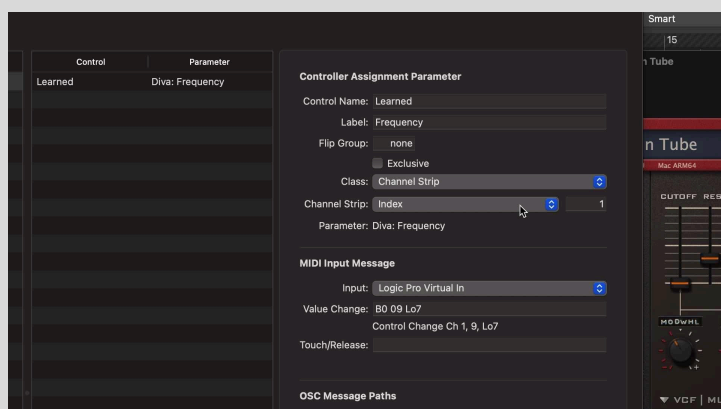 Smart
15
n Tube
Control Parameter
Learned Diva: Frequency
Controller Assignment Parameter
Control Name: Learned
Label: Frequency
Flip Group: none
Exclusive
Class: Channel Strip
Channel Strip: Index 1
Parameter: Diva: Frequency
MIDI Input Message
Input: Logic Pro Virtual In
Value Change: B0 09 Lo7
Control Change Ch 1, 9, Lo7
Touch/Release:
OSC Message Paths
n Tube
Mac ARM64
CUTOFF RES
MODWHL
VCF